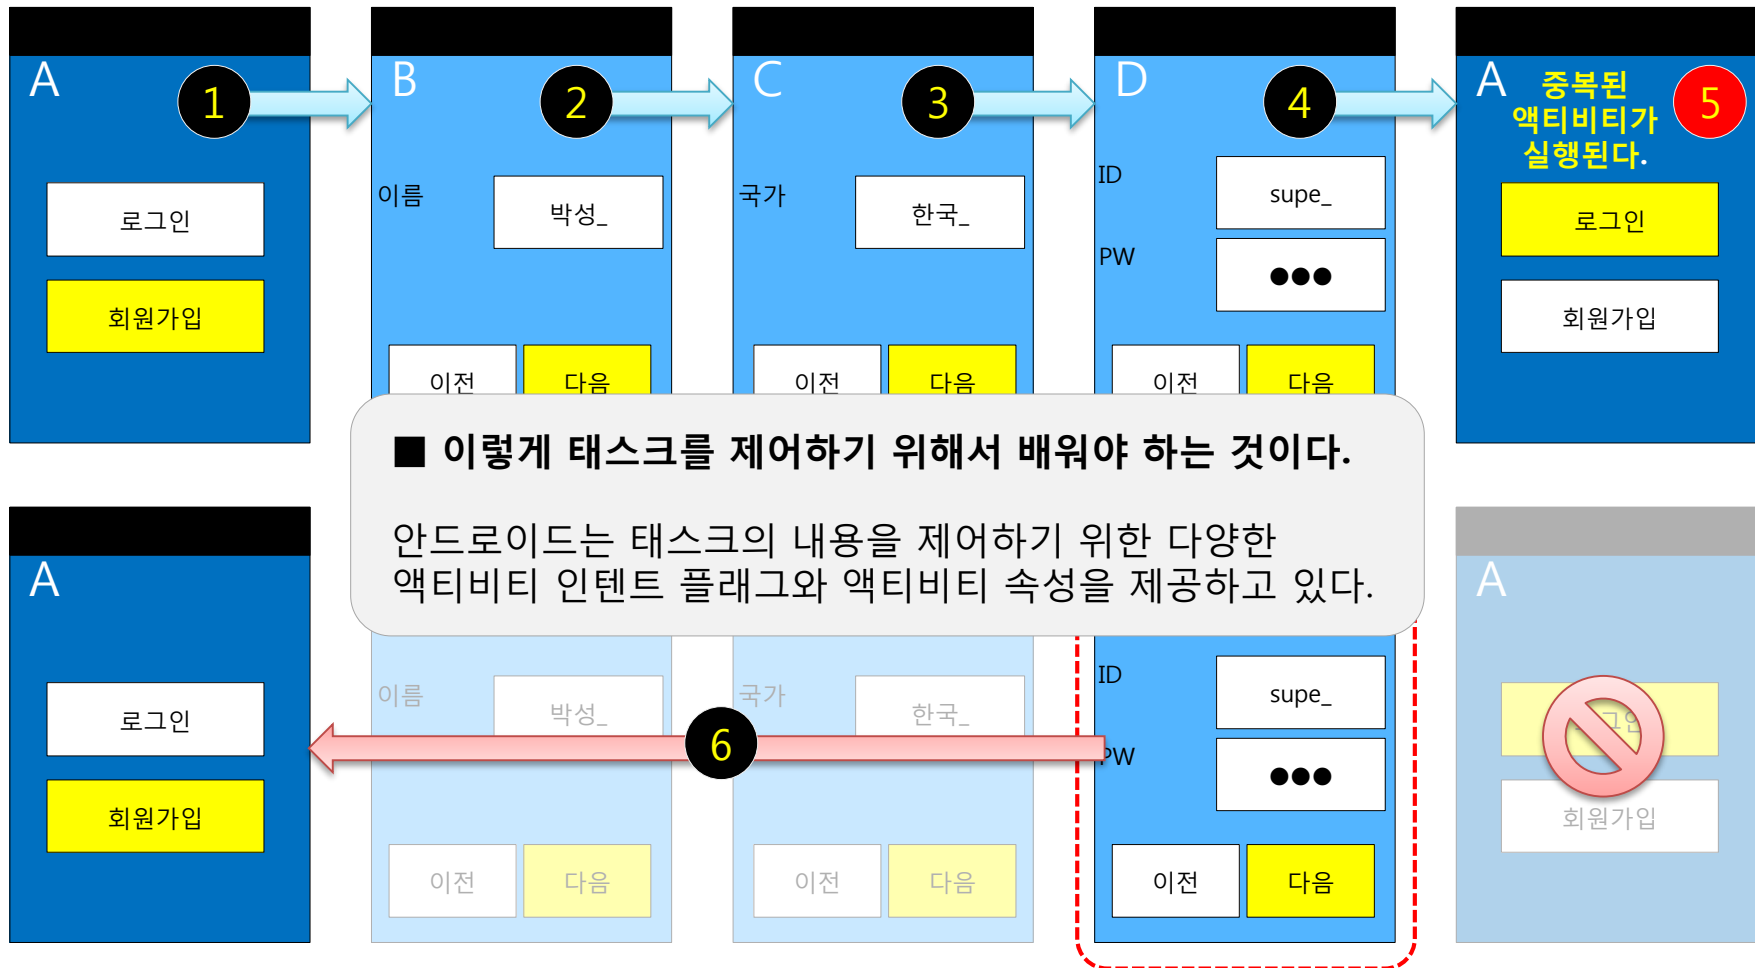 A
1
로그인
회원가입
B
2
이름
박성_
이전
다음
C
3
국가
한국_
이전
다음
D
4
ID
supe_
PW
●●●
이전
다음
A
중복된
액티비티가
실행된다.
5
로그인
회원가입
■ 이렇게 태스크를 제어하기 위해서 배워야 하는 것이다.
안드로이드는 태스크의 내용을 제어하기 위한 다양한
액티비티 인텐트 플래그와 액티비티 속성을 제공하고 있다.
A
로그인
회원가입
이름
박성_
이전
다음
6
국가
한국_
이전
다음
ID
supe_
PW
●●●
이전
다음
A
회원가입